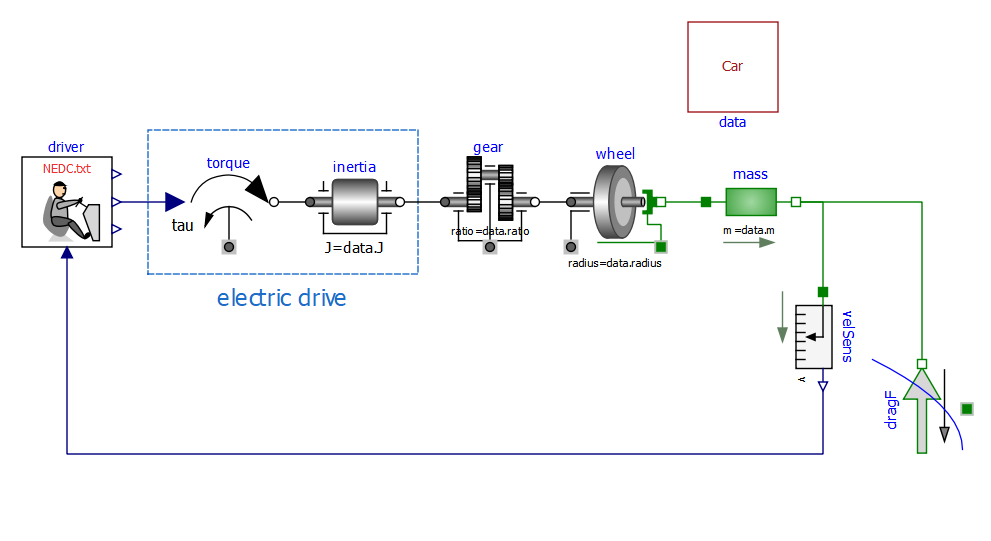 Car
data
driver
NEDC.txt
torque
inertia
gear
wheel
mass
tau
J=data.J
ratio=data.ratio
radius=data.radius
m=data.m
electric drive
velSens
v
dragF